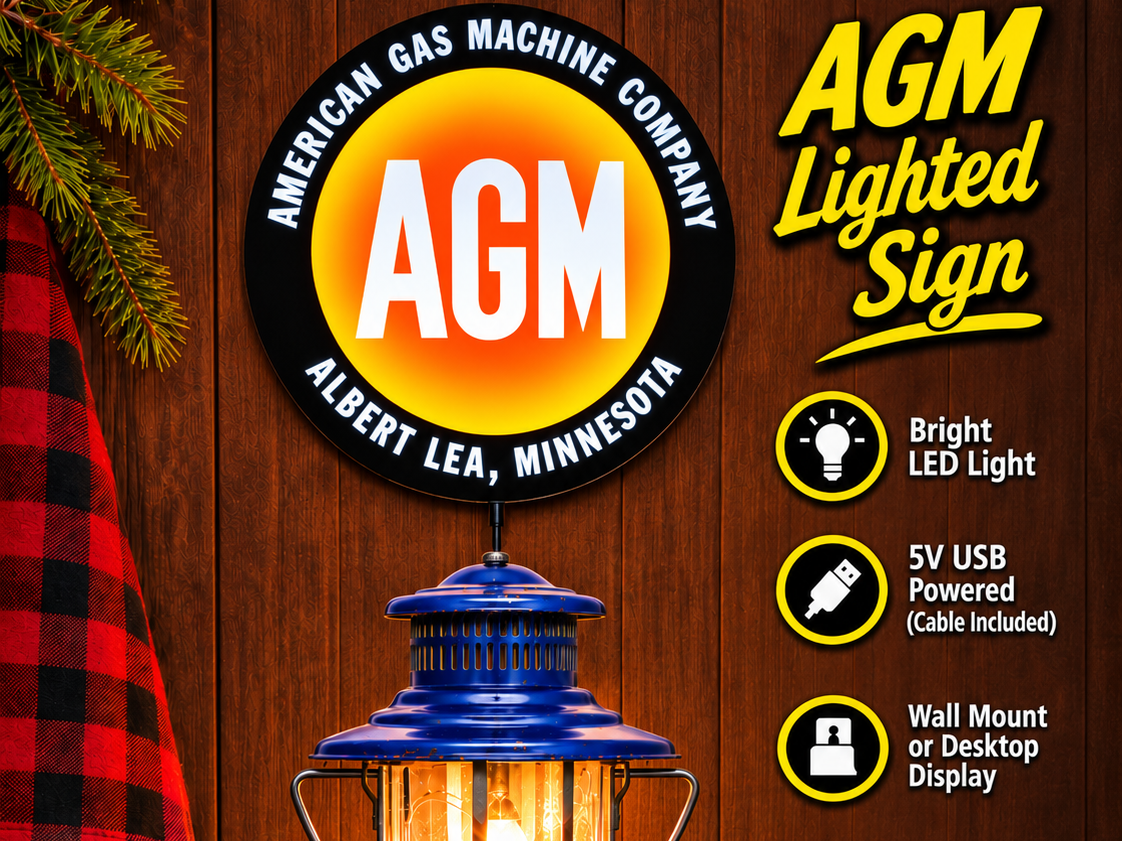 AMERICAN GAS MACHINE COMPANY
AGM
ALBERT LEA, MINNESOTA
AGM
Lighted
Sign
Bright
LED Light
5V USB
Powered
(Cable Included)
Wall Mount
or Desktop
Display